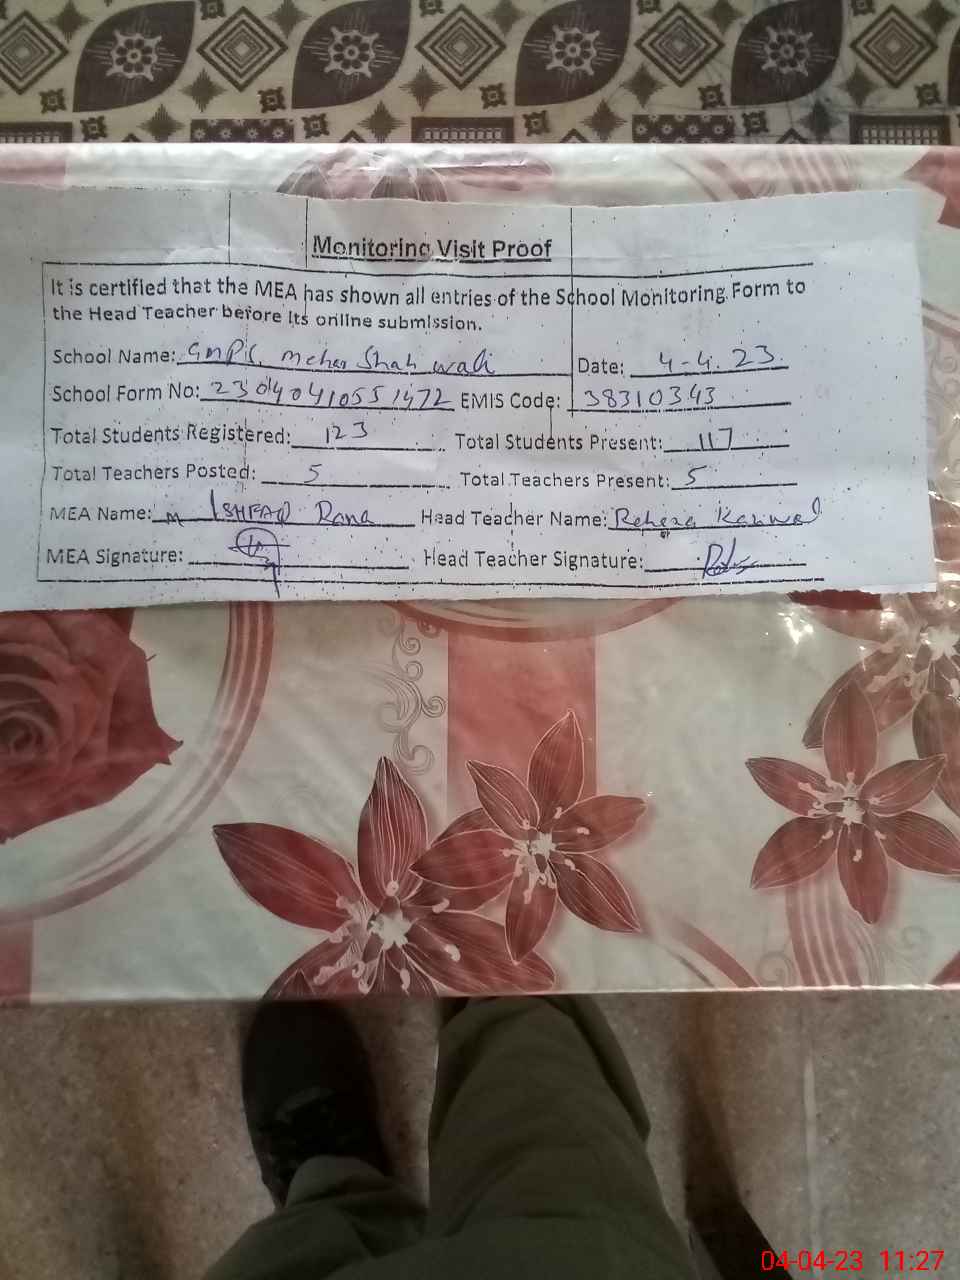 Monitoring Visit Proof
It is certified that the MEA has shown all entries of the School Monitoring Form to
the Head Teacher before its online submission.
School Name: GMPS. Meher Shah wali Date: 4-4.23
School Form No: 2304040410551472 EMIS Code: 38310343
Total Students Registered: 123 Total Students Present: 117
Total Teachers Posted: 5 Total Teachers Present: 5
MEA Name: M ISHFAQ Rana Head Teacher Name: Rehana Kanwal
MEA Signature: Head Teacher Signature:
04-04-23 11:27